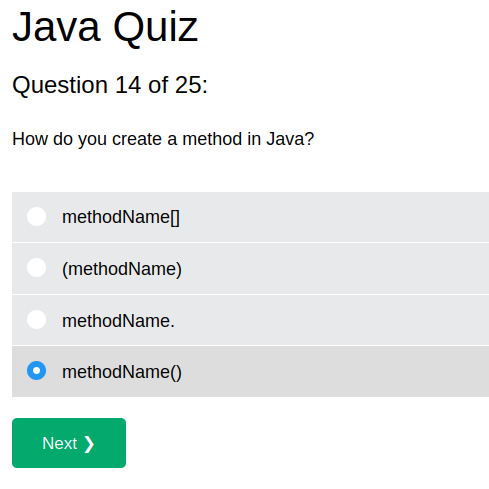 Java Quiz
Question 14 of 25:
How do you create a method in Java?
methodName[]
(methodName)
methodName.
methodName()
Next ❯